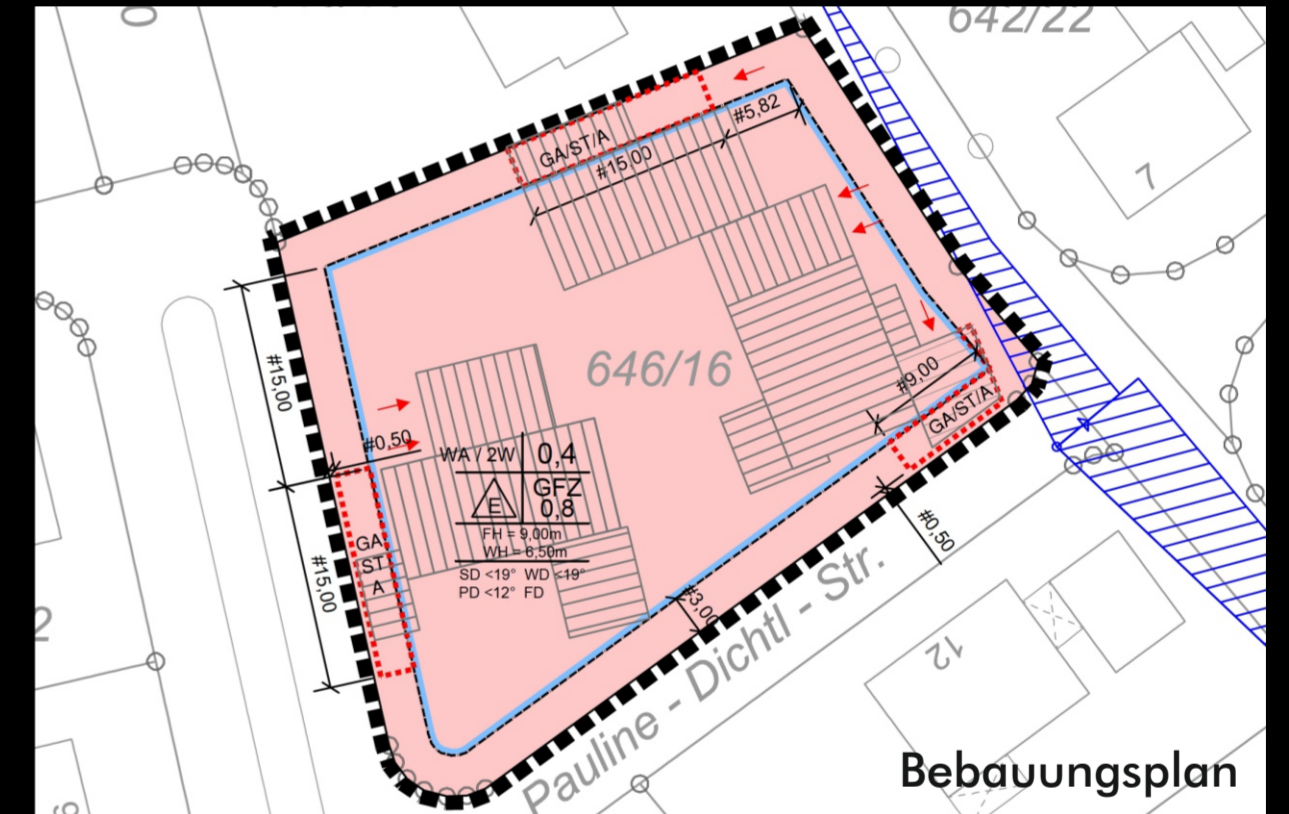 642/22
7
GA/ST/A
#15,00
#5,82
646/16
#9,00
GA/ST/A
#15,00
#0,50
WA / 2W
0,4
E
GFZ
0,8
FH = 9,00m
WH = 6,50m
SD <19° WD <19°
PD <12° FD
GA
ST
A
#15,00
#3,00
#0,50
Pauline - Dichtl - Str.
12
2
Bebauungsplan